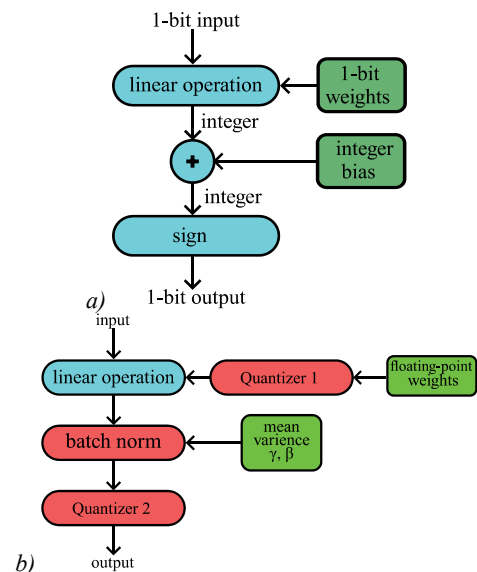 1-bit input
linear operation
1-bit
weights
integer
+
integer
bias
integer
sign
1-bit output
a)
input
linear operation
Quantizer 1
floating-point
weights
batch norm
mean
varience
γ, β
Quantizer 2
output
b)